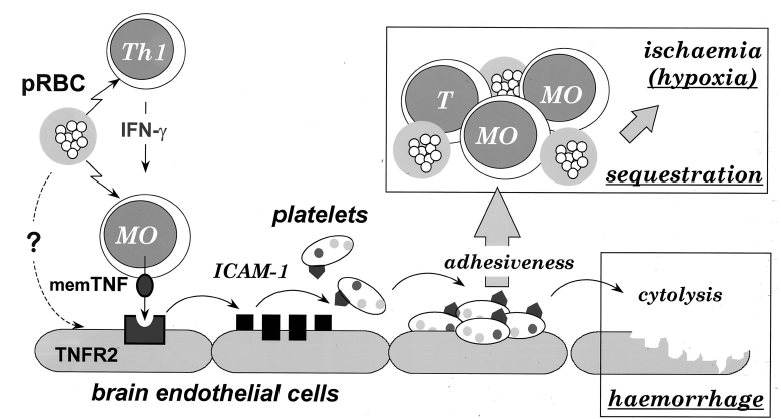 Th1
pRBC
IFN-γ
MO
?
memTNF
TNFR2
brain endothelial cells
ICAM-1
platelets
adhesiveness
T
MO
MO
ischaemia
(hypoxia)
sequestration
cytolysis
haemorrhage